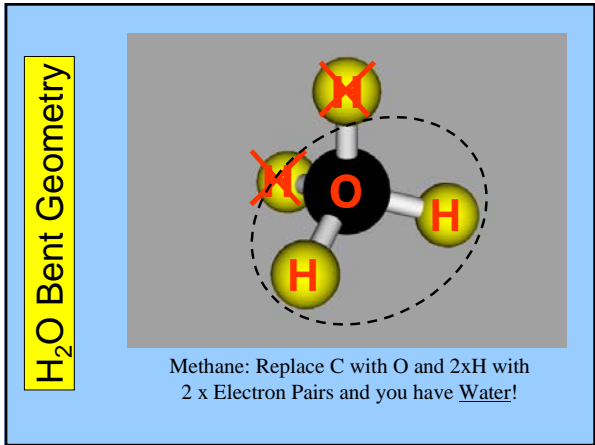 H₂O Bent Geometry
H
H
O
H
H
Methane: Replace C with O and 2xH with
2 x Electron Pairs and you have Water!